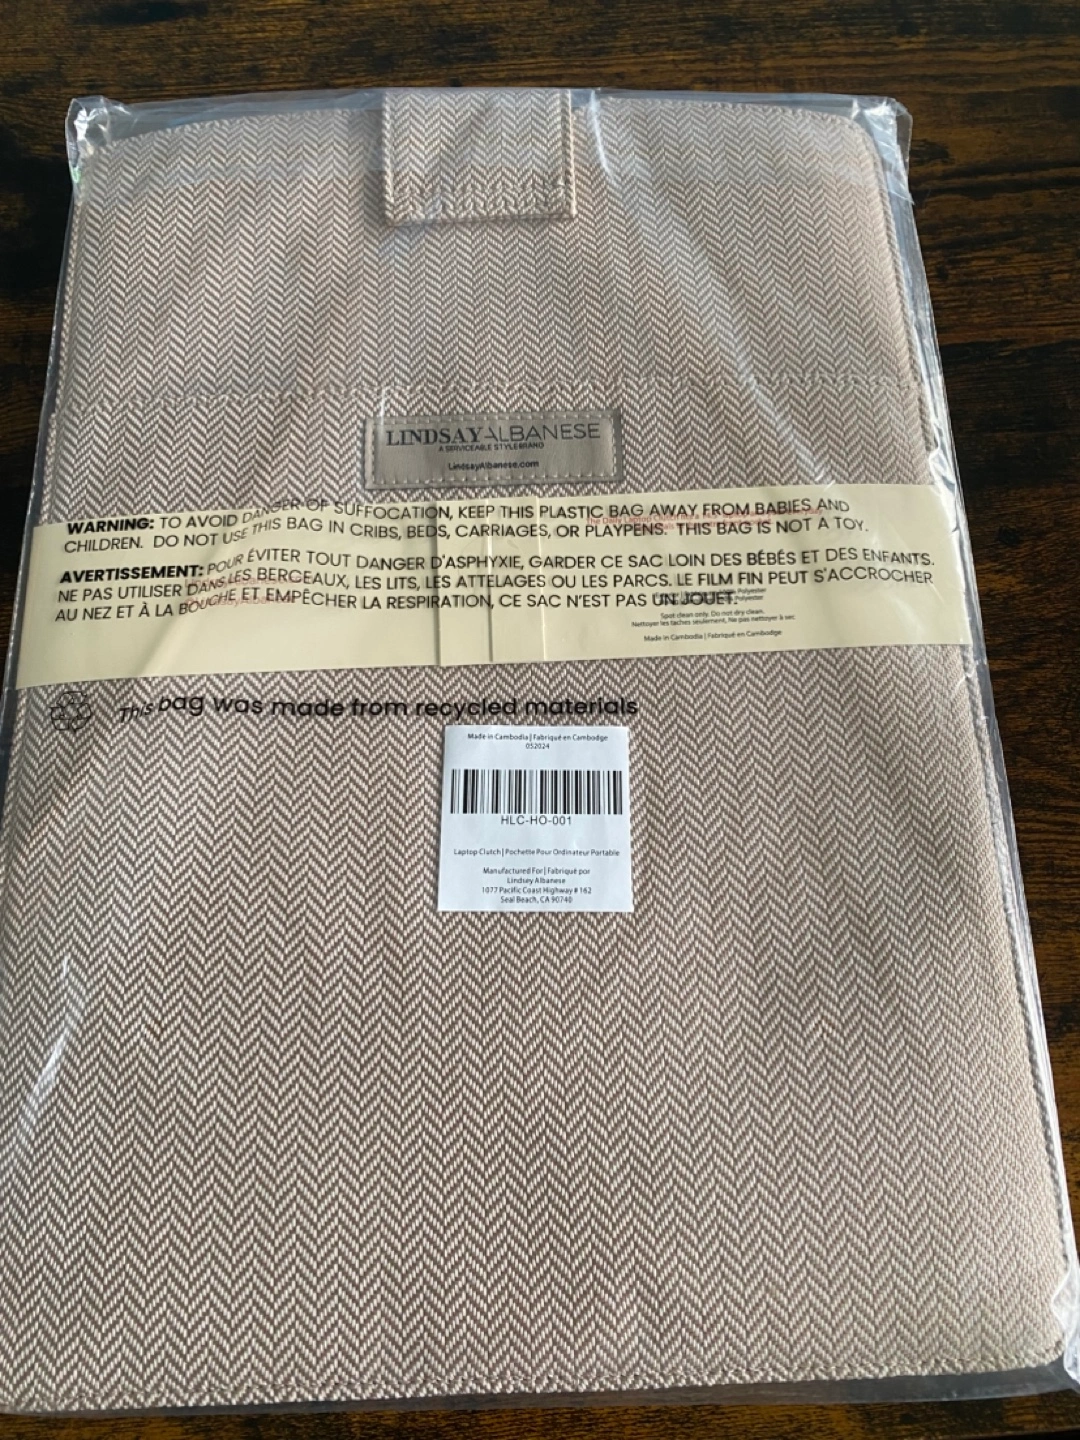 LINDSAY ALBANESE
A SERVICEABLE STYLE BRAND
LindsayAlbanese.com
WARNING: TO AVOID DANGER OF SUFFOCATION, KEEP THIS PLASTIC BAG AWAY FROM BABIES AND
CHILDREN. DO NOT USE THIS BAG IN CRIBS, BEDS, CARRIAGES, OR PLAYPENS. THIS BAG IS NOT A TOY.
AVERTISSEMENT: POUR ÉVITER TOUT DANGER D'ASPHYXIE, GARDER CE SAC LOIN DES BÉBÉS ET DES ENFANTS.
NE PAS UTILISER DANS LES BERCEAUX, LES LITS, LES ATTELAGES OU LES PARCS. LE FILM FIN PEUT S'ACCROCHER
AU NEZ ET À LA BOUCHE ET EMPÊCHER LA RESPIRATION, CE SAC N'EST PAS UN JOUET.
Polyester
Polyester
Spot clean only. Do not dry clean.
Nettoyer les taches seulement, Ne pas nettoyer à sec
Made in Cambodia | Fabriqué en Cambodge
This bag was made from recycled materials
Made in Cambodia | Fabriqué en Cambodge
052024
HLC-HO-001
Laptop Clutch | Pochette Pour Ordinateur Portable
Manufactured For | Fabriqué por
Lindsey Albanese
1077 Pacific Coast Highway # 162
Seal Beach, CA 90740